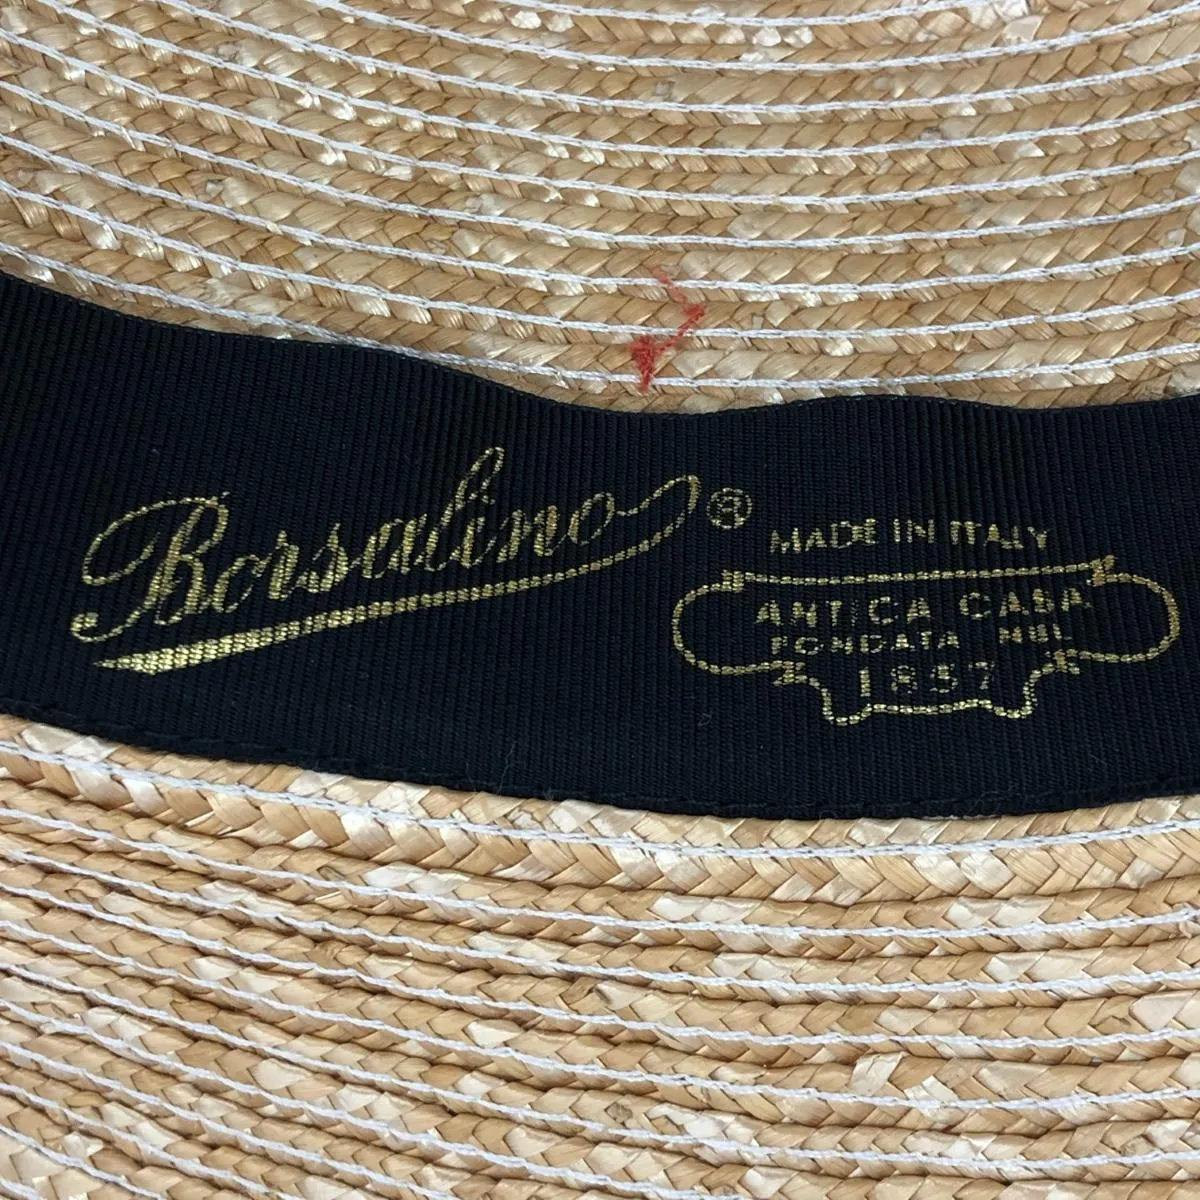 Borsalino®
MADE IN ITALY
ANTICA CASA
FONDATA NEL
1857